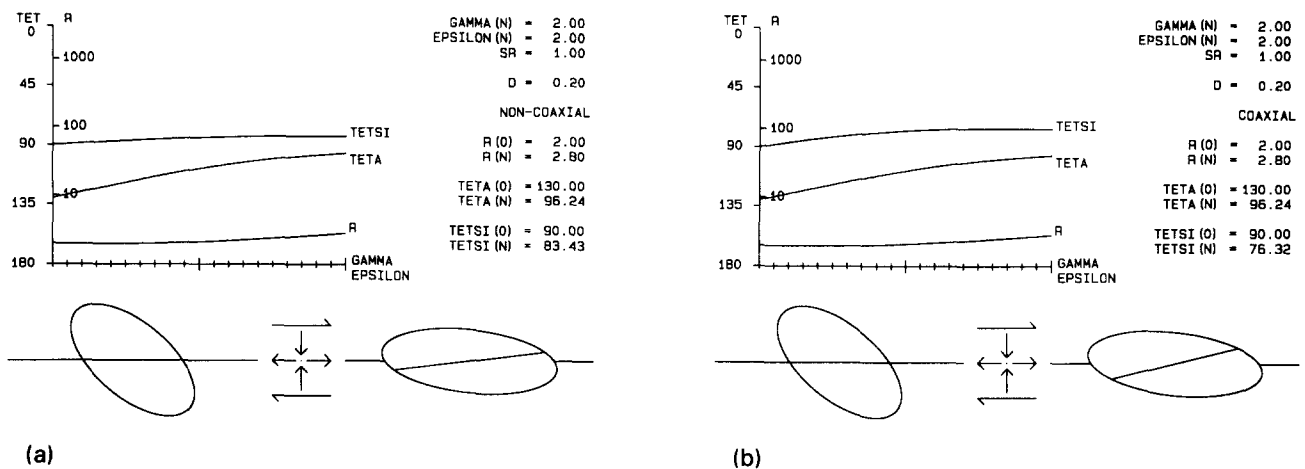 TET R
0
1000
45
100
90
10
135
180
TETSI
TETA
R
GAMMA
EPSILON
GAMMA (N) = 2.00
EPSILON (N) = 2.00
SR = 1.00
D = 0.20
NON-COAXIAL
R (0) = 2.00
R (N) = 2.80
TETA (0) = 130.00
TETA (N) = 96.24
TETSI (0) = 90.00
TETSI (N) = 83.43
(a)
TET R
0
1000
45
100
90
10
135
180
TETSI
TETA
R
GAMMA
EPSILON
GAMMA (N) = 2.00
EPSILON (N) = 2.00
SR = 1.00
D = 0.20
COAXIAL
R (0) = 2.00
R (N) = 2.80
TETA (0) = 130.00
TETA (N) = 96.24
TETSI (0) = 90.00
TETSI (N) = 76.32
(b)